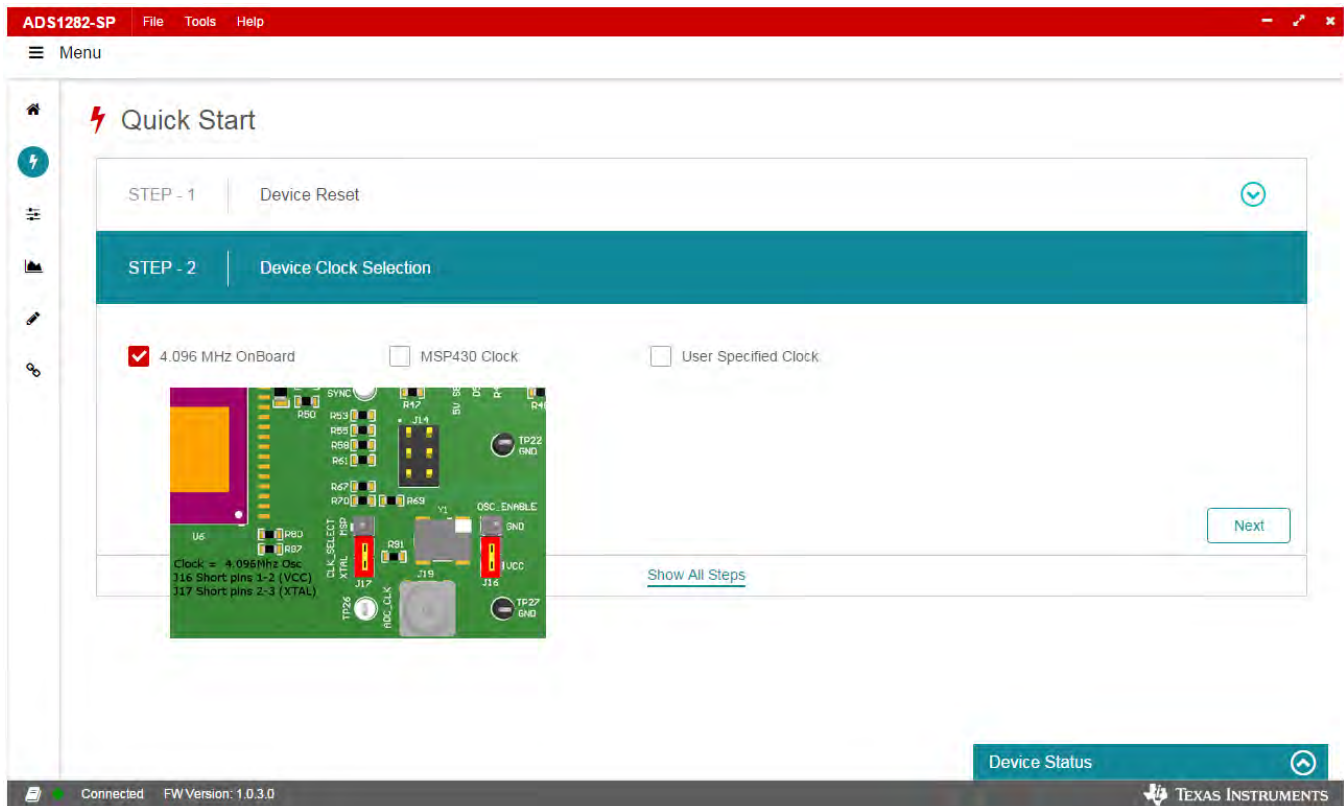 ADS1282-SP File Tools Help
Menu
Quick Start
STEP - 1 Device Reset
STEP - 2 Device Clock Selection
4.096 MHz OnBoard MSP430 Clock User Specified Clock
SYNC
R50
R53
R55
R58
R61
R47
J14
5V
TP22
GND
R67
R70
R69
Y1
OSC_ENABLE
GND
U6
R80
R87
CLK_SELECT
MSP
XTAL
R91
VCC
Clock = 4.096Mhz Osc
J16 Short pins 1-2 (VCC)
J17 Short pins 2-3 (XTAL)
J17
J19
J16
TP26
ADC_CLK
TP27
GND
Next
Show All Steps
Device Status
Connected FW Version: 1.0.3.0
TEXAS INSTRUMENTS